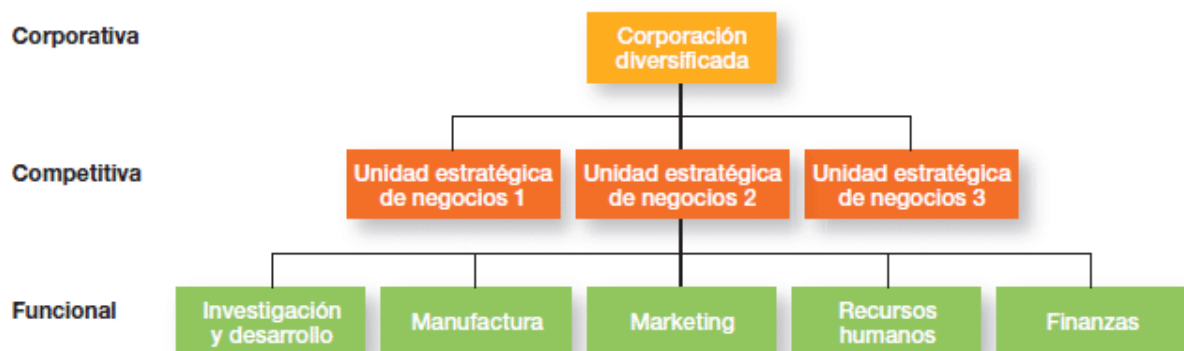 Corporativa
Corporación
diversificada
Competitiva
Unidad estratégica
de negocios 1
Unidad estratégica
de negocios 2
Unidad estratégica
de negocios 3
Funcional
Investigación
y desarrollo
Manufactura
Marketing
Recursos
humanos
Finanzas